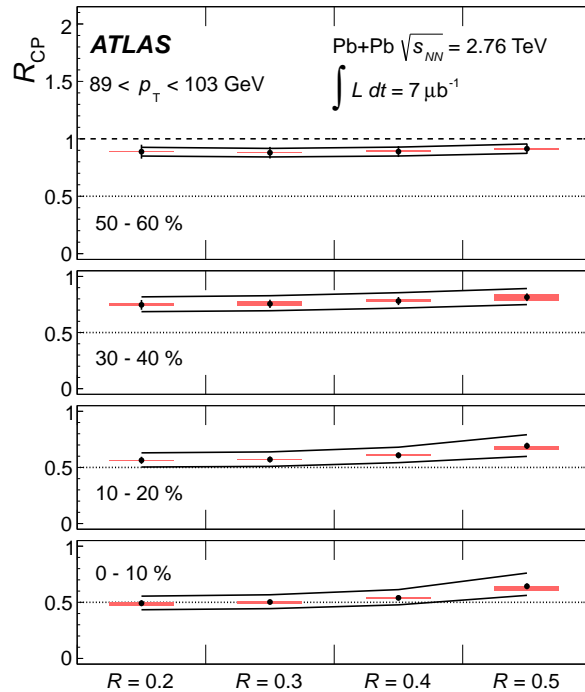 R_CP
2
1
0.5
0
ATLAS
Pb+Pb √s_NN = 2.76 TeV
89 < p_T < 103 GeV
∫ L dt = 7 μb⁻¹
50 - 60 %
1
0.5
0
30 - 40 %
1
0.5
0
10 - 20 %
1
0.5
0
0 - 10 %
R = 0.2 R = 0.3 R = 0.4 R = 0.5